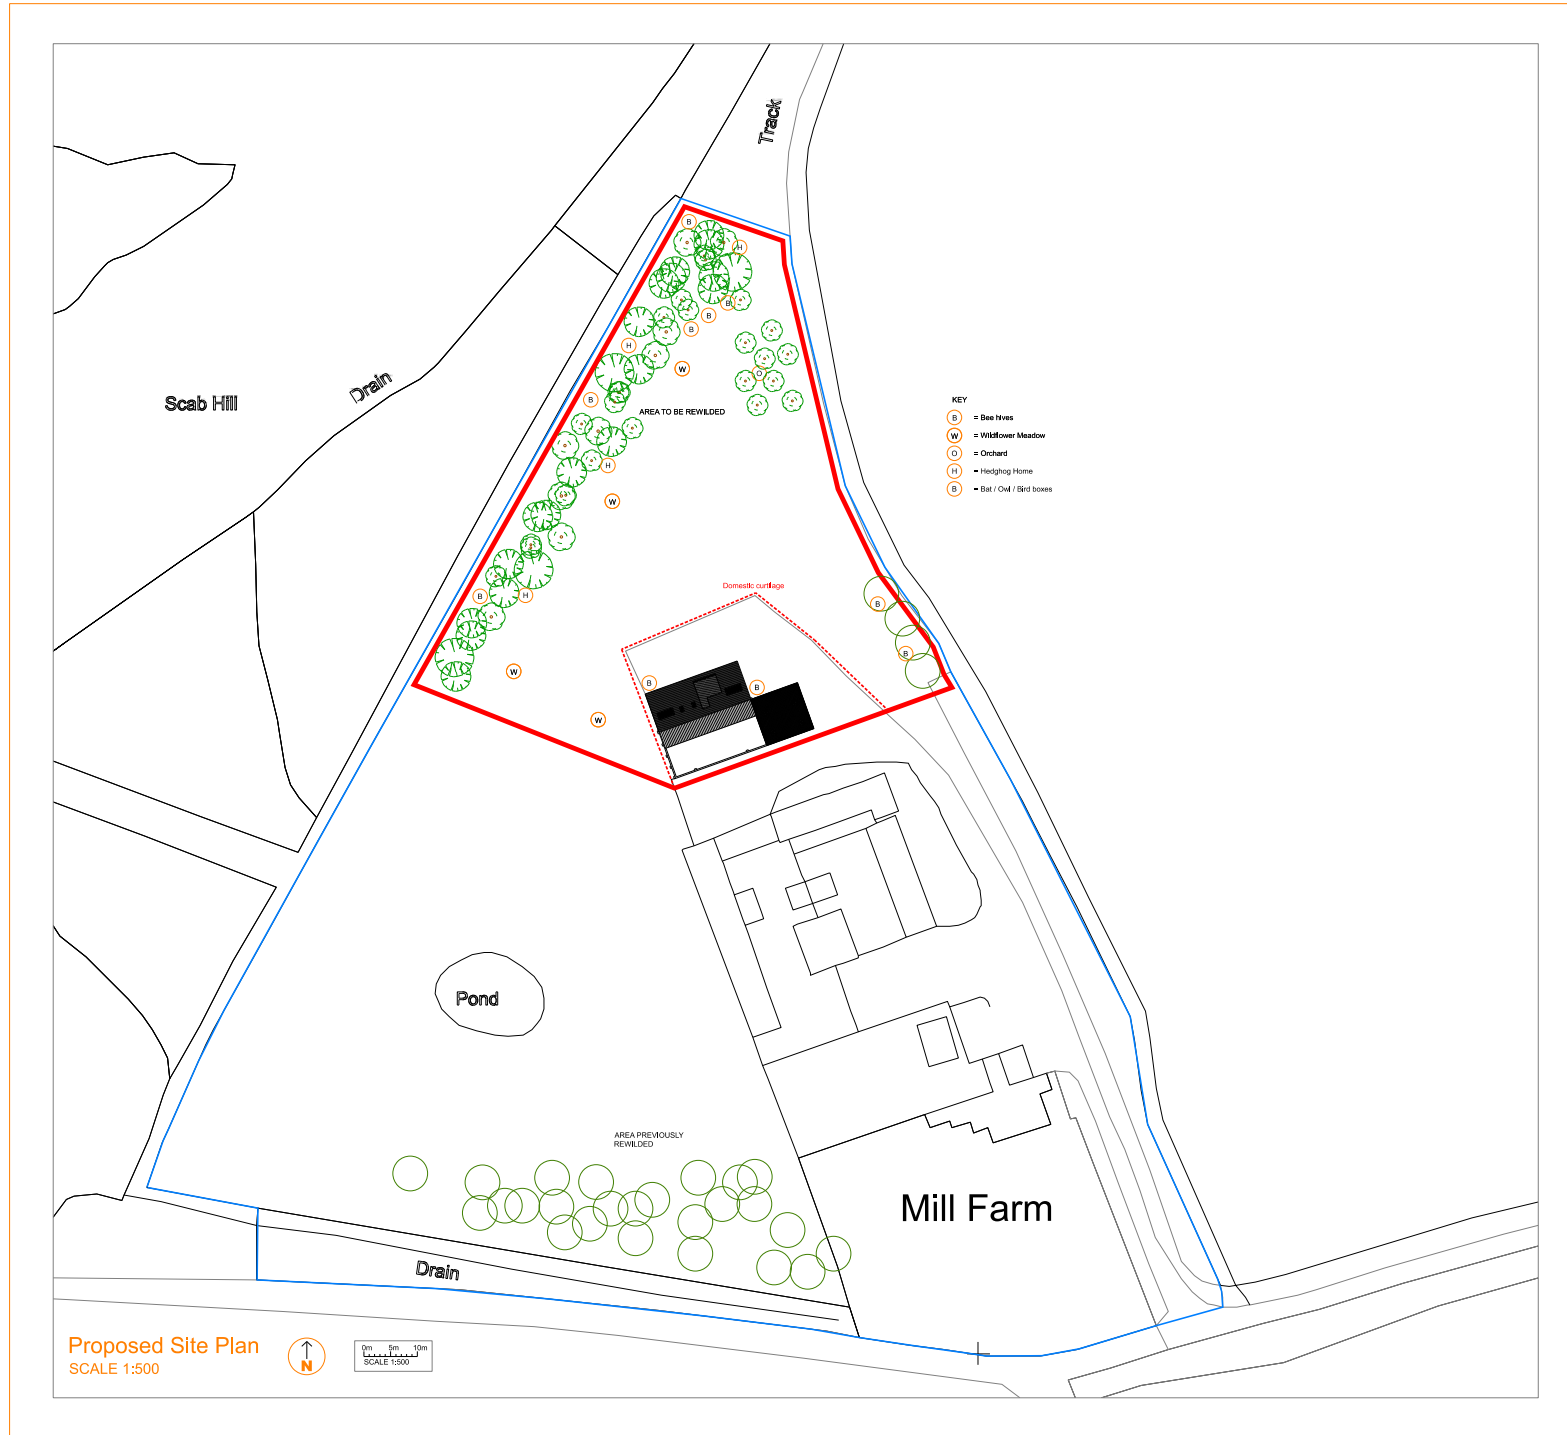 Track
Scab Hill
Drain
B
H
B
B
B
H
W
O
B
AREA TO BE REWILDED
H
W
B
H
B
B
W
W
B
B
Domestic curtilage
KEY
B = Bee hives
W = Wildflower Meadow
O = Orchard
H = Hedghog Home
B = Bat / Owl / Bird boxes
Pond
AREA PREVIOUSLY
REWILDED
Mill Farm
Drain
Proposed Site Plan
SCALE 1:500
N
0m 5m 10m
SCALE 1:500